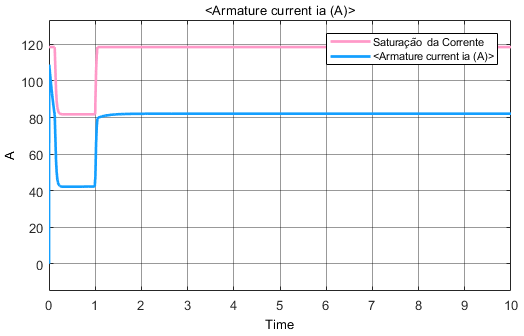 <Armature current ia (A)>
Saturação da Corrente
<Armature current ia (A)>
120
100
80
60
40
20
0
A
0 1 2 3 4 5 6 7 8 9 10
Time